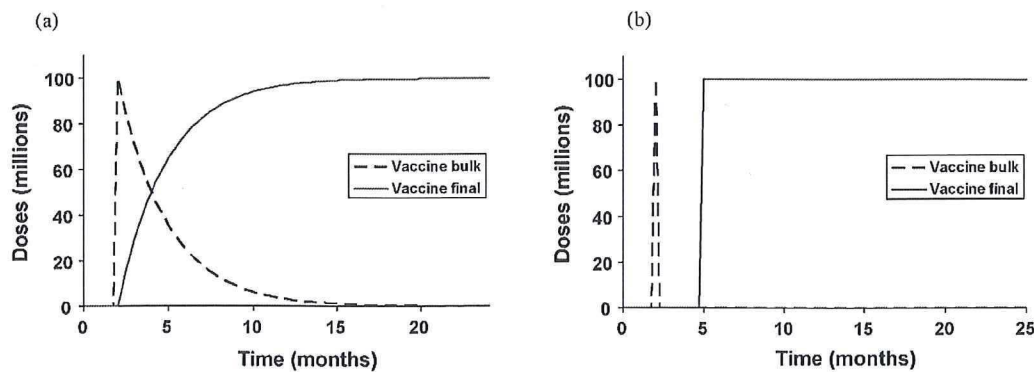 (a)
100
80
60
40
20
0
Doses (millions)
Vaccine bulk
Vaccine final
0 5 10 15 20
Time (months)
(b)
100
80
60
40
20
0
Doses (millions)
Vaccine bulk
Vaccine final
0 5 10 15 20 25
Time (months)